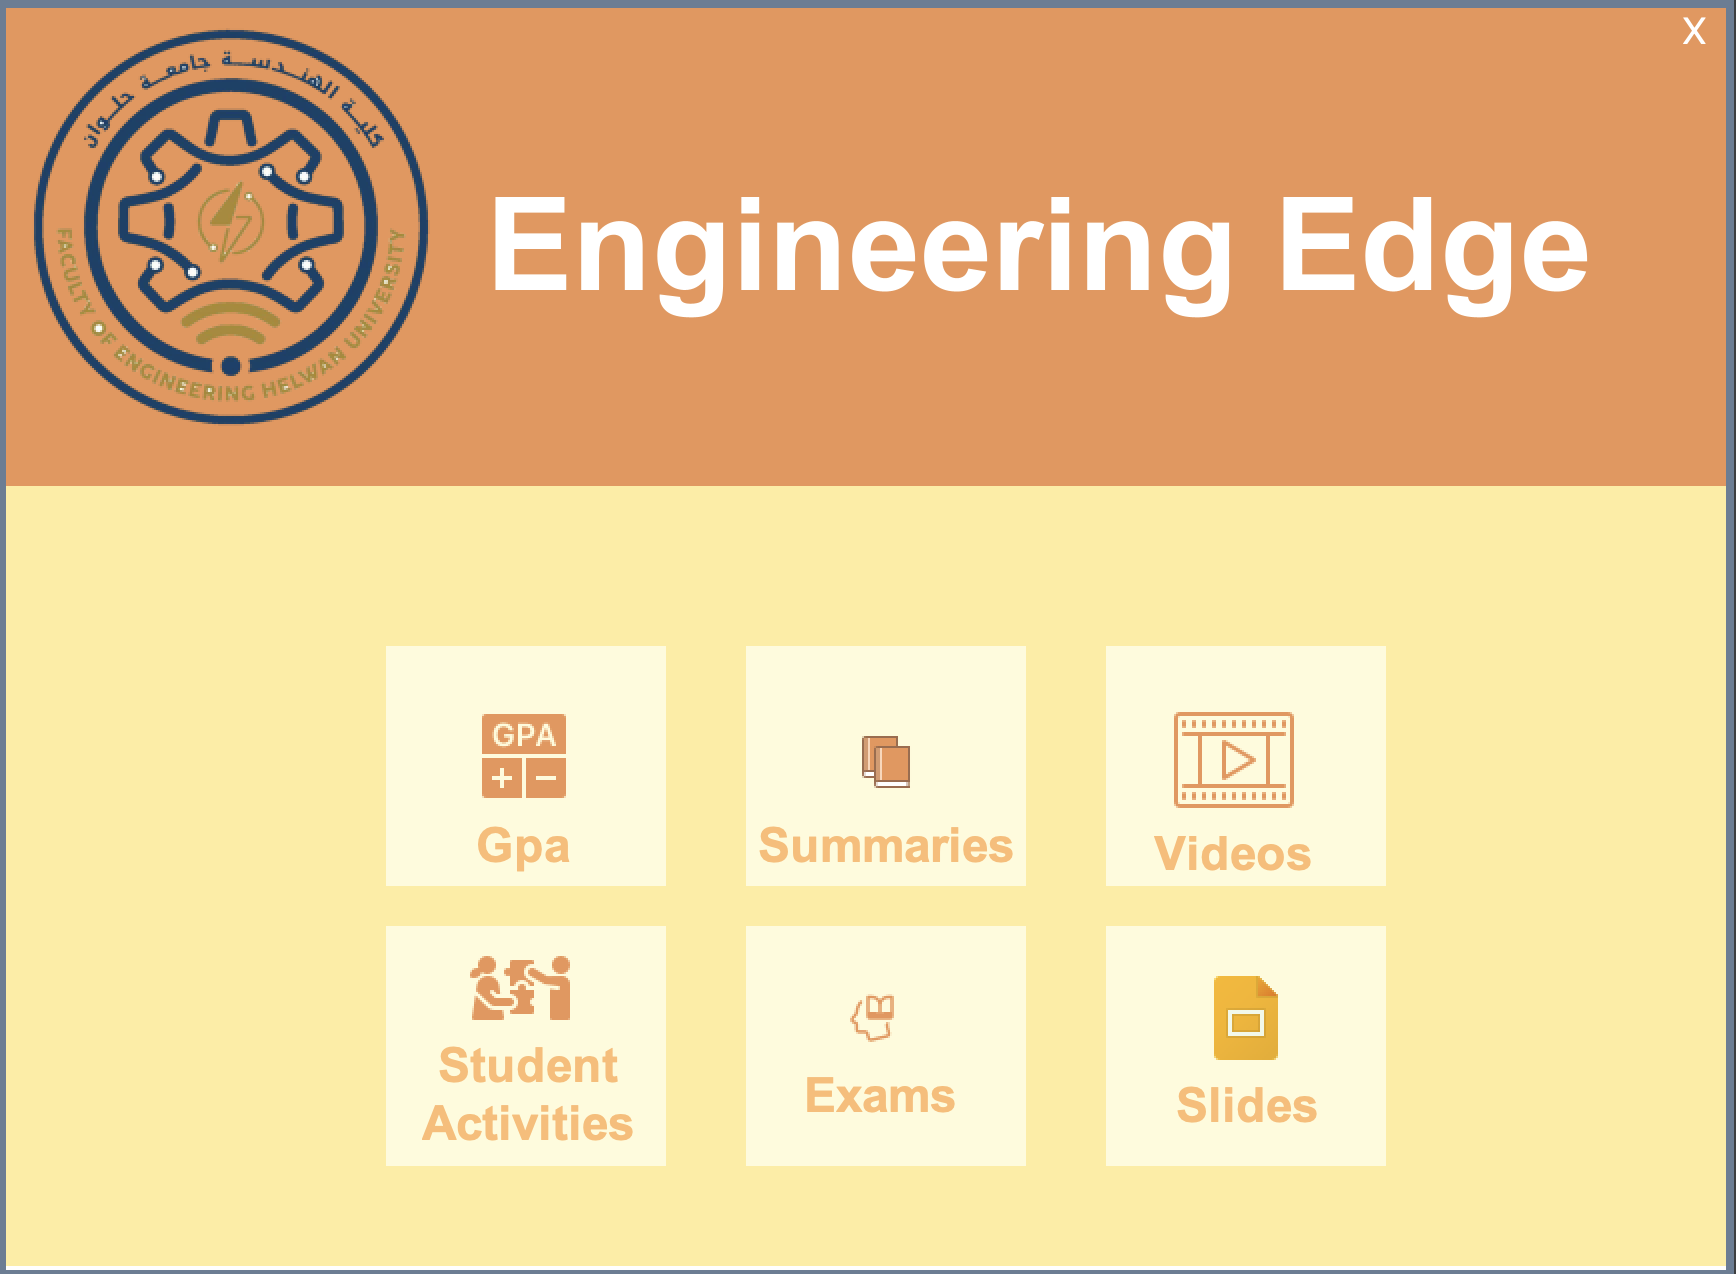 X
كلية الهندسة جامعة حلوان
FACULTY OF ENGINEERING HELWAN UNIVERSITY
Engineering Edge
GPA
+ −
Gpa
Summaries
Videos
Student
Activities
Exams
Slides